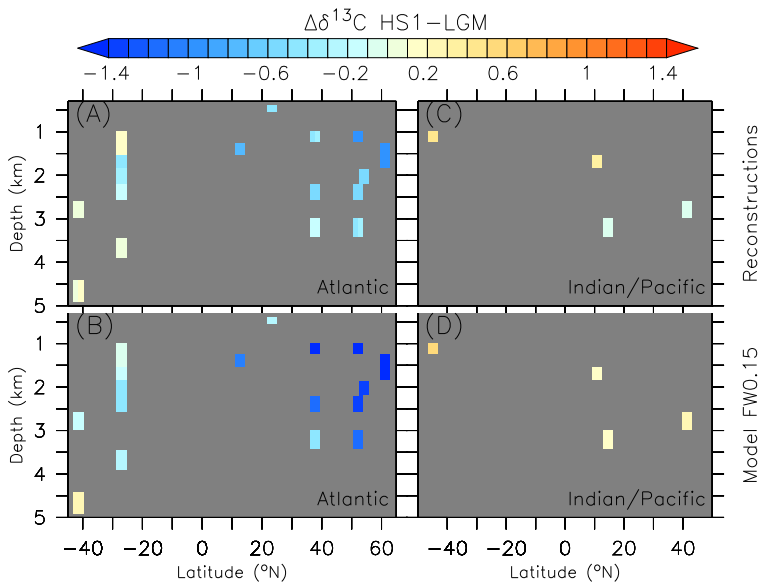 Δδ¹³C HS1-LGM
-1.4 -1 -0.6 -0.2 0.2 0.6 1 1.4
(A) (C)
1
2
3
4
5
Depth (km)
Atlantic Indian/Pacific
Reconstructions
(B) (D)
1
2
3
4
5
Depth (km)
Atlantic Indian/Pacific
Model FW0.15
-40 -20 0 20 40 60 -40 -20 0 20 40
Latitude (°N) Latitude (°N)